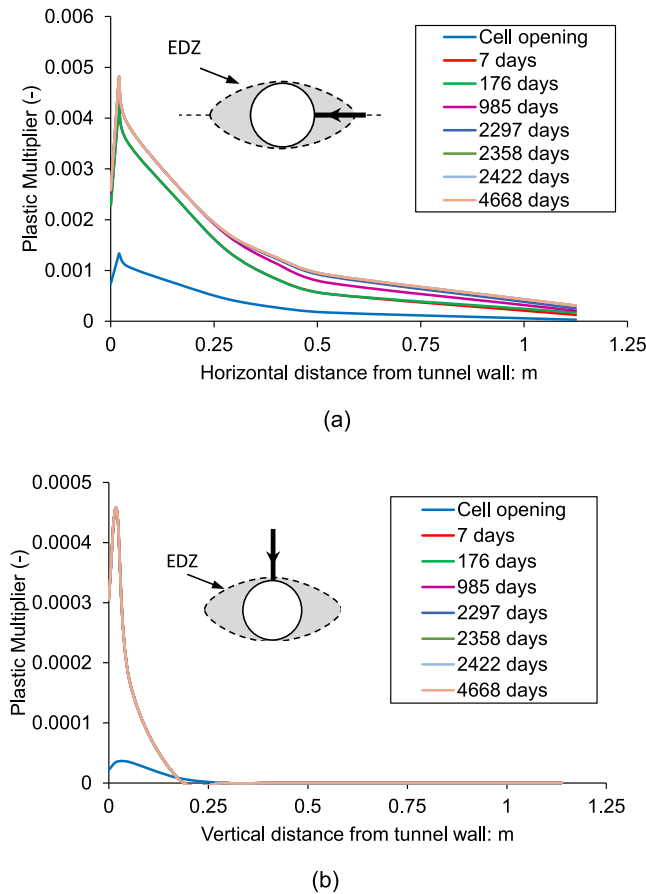 0.006
0.005
0.004
0.003
0.002
0.001
0
Plastic Multiplier (-)
EDZ
Cell opening
7 days
176 days
985 days
2297 days
2358 days
2422 days
4668 days
0 0.25 0.5 0.75 1 1.25
Horizontal distance from tunnel wall: m
(a)
0.0005
0.0004
0.0003
0.0002
0.0001
0
Plastic Multiplier (-)
EDZ
Cell opening
7 days
176 days
985 days
2297 days
2358 days
2422 days
4668 days
0 0.25 0.5 0.75 1 1.25
Vertical distance from tunnel wall: m
(b)